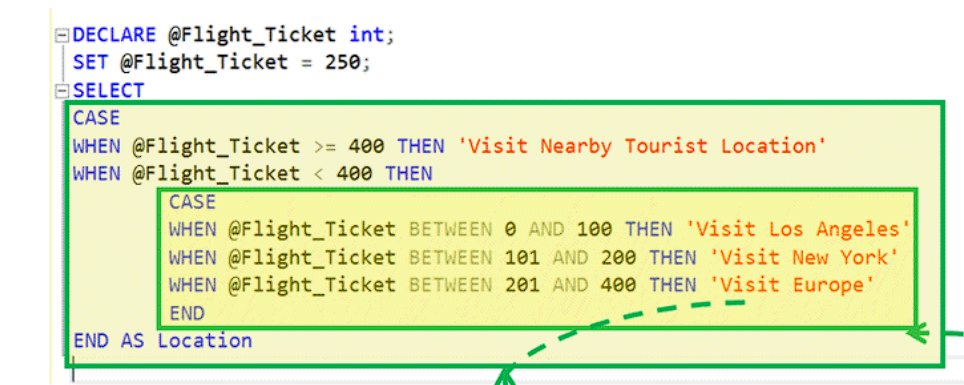 DECLARE @Flight_Ticket int;
SET @Flight_Ticket = 250;
SELECT
CASE
WHEN @Flight_Ticket >= 400 THEN 'Visit Nearby Tourist Location'
WHEN @Flight_Ticket < 400 THEN
CASE
WHEN @Flight_Ticket BETWEEN 0 AND 100 THEN 'Visit Los Angeles'
WHEN @Flight_Ticket BETWEEN 101 AND 200 THEN 'Visit New York'
WHEN @Flight_Ticket BETWEEN 201 AND 400 THEN 'Visit Europe'
END
END AS Location